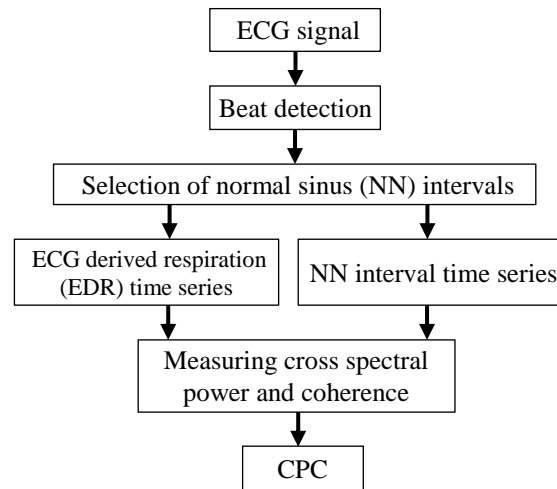 ECG signal
Beat detection
Selection of normal sinus (NN) intervals
ECG derived respiration
(EDR) time series
NN interval time series
Measuring cross spectral
power and coherence
CPC